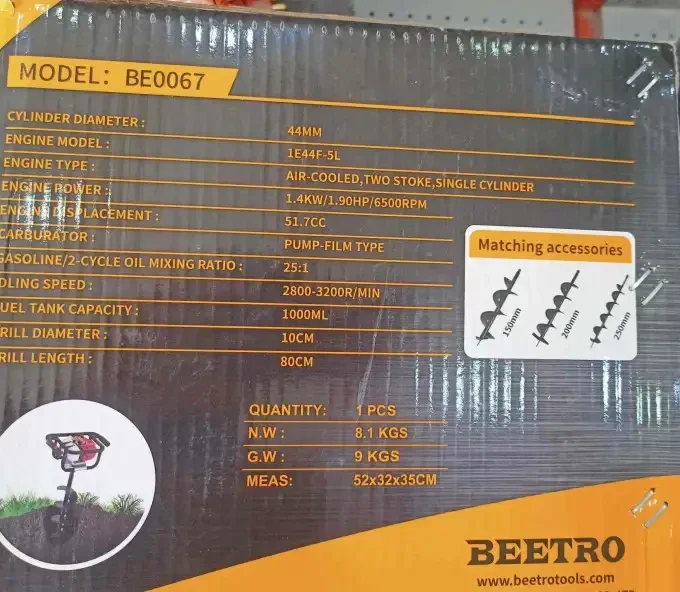 MODEL: BE0067
CYLINDER DIAMETER : 44MM
ENGINE MODEL : 1E44F-5L
ENGINE TYPE : AIR-COOLED,TWO STOKE,SINGLE CYLINDER
ENGINE POWER : 1.4KW/1.90HP/6500RPM
ENGINE DISPLACEMENT : 51.7CC
CARBURATOR : PUMP-FILM TYPE
GASOLINE/2-CYCLE OIL MIXING RATIO : 25:1
DLING SPEED : 2800-3200R/MIN
UEL TANK CAPACITY : 1000ML
RILL DIAMETER : 10CM
RILL LENGTH : 80CM
Matching accessories
150mm 200mm 250mm
QUANTITY: 1 PCS
N.W : 8.1 KGS
G.W : 9 KGS
MEAS: 52x32x35CM
BEETRO
www.beetrotools.com